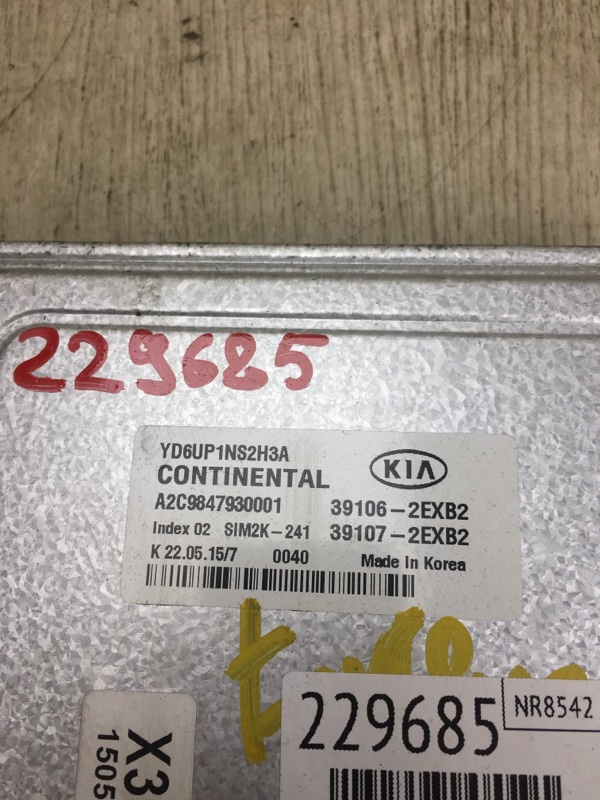 229685
YD6UP1NS2H3A
CONTINENTAL KIA
A2C9847930001 39106-2EXB2
Index 02 SIM2K-241 39107-2EXB2
K 22.05.15/7 0040 Made In Korea
229685
NR8542
X3
1505